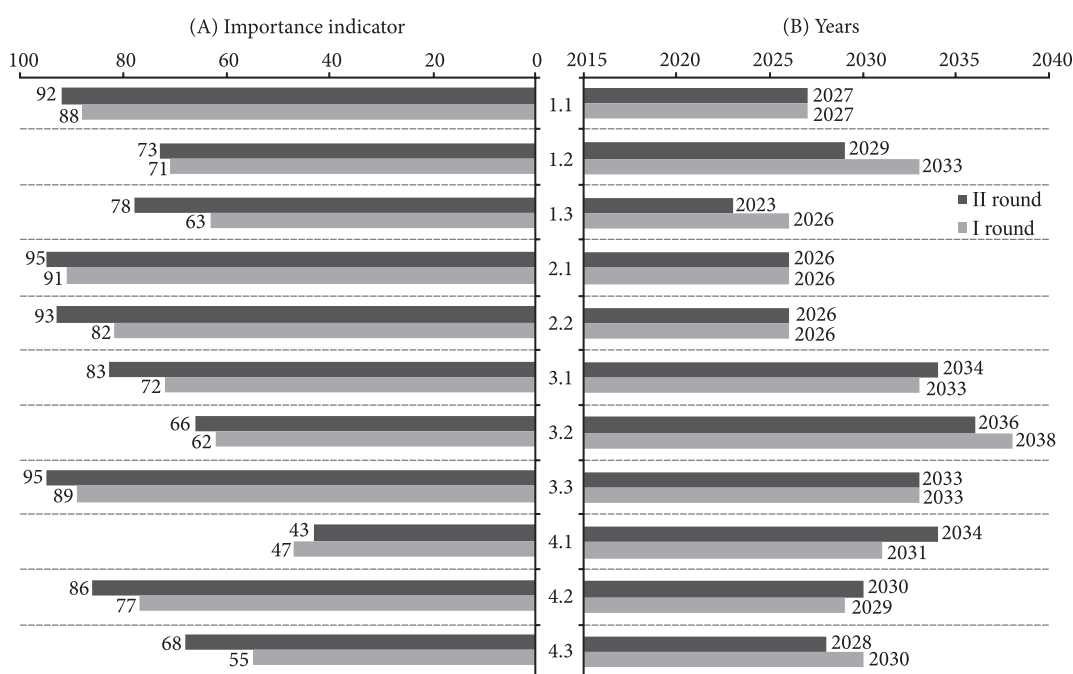 (A) Importance indicator (B) Years
100 80 60 40 20 0 2015 2020 2025 2030 2035 2040
92 1.1 2027
88 2027
73 1.2 2029
71 2033
78 1.3 2023
63 2026
II round
I round
95 2.1 2026
91 2026
93 2.2 2026
82 2026
83 3.1 2034
72 2033
66 3.2 2036
62 2038
95 3.3 2033
89 2033
43 4.1 2034
47 2031
86 4.2 2030
77 2029
68 4.3 2028
55 2030